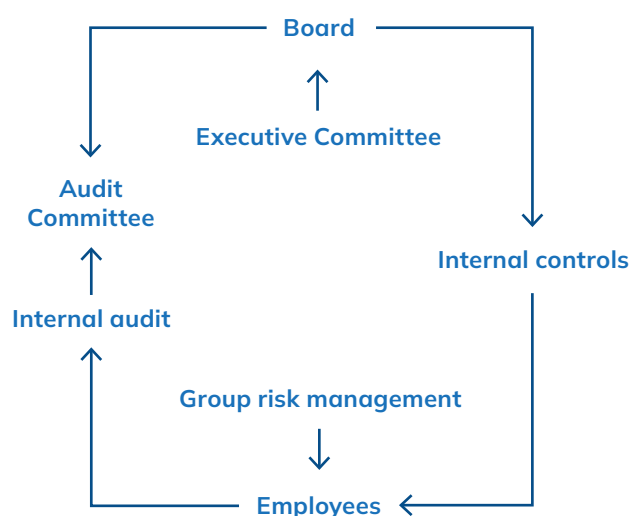 Board
Executive Committee
Audit
Committee
Internal controls
Internal audit
Group risk management
Employees